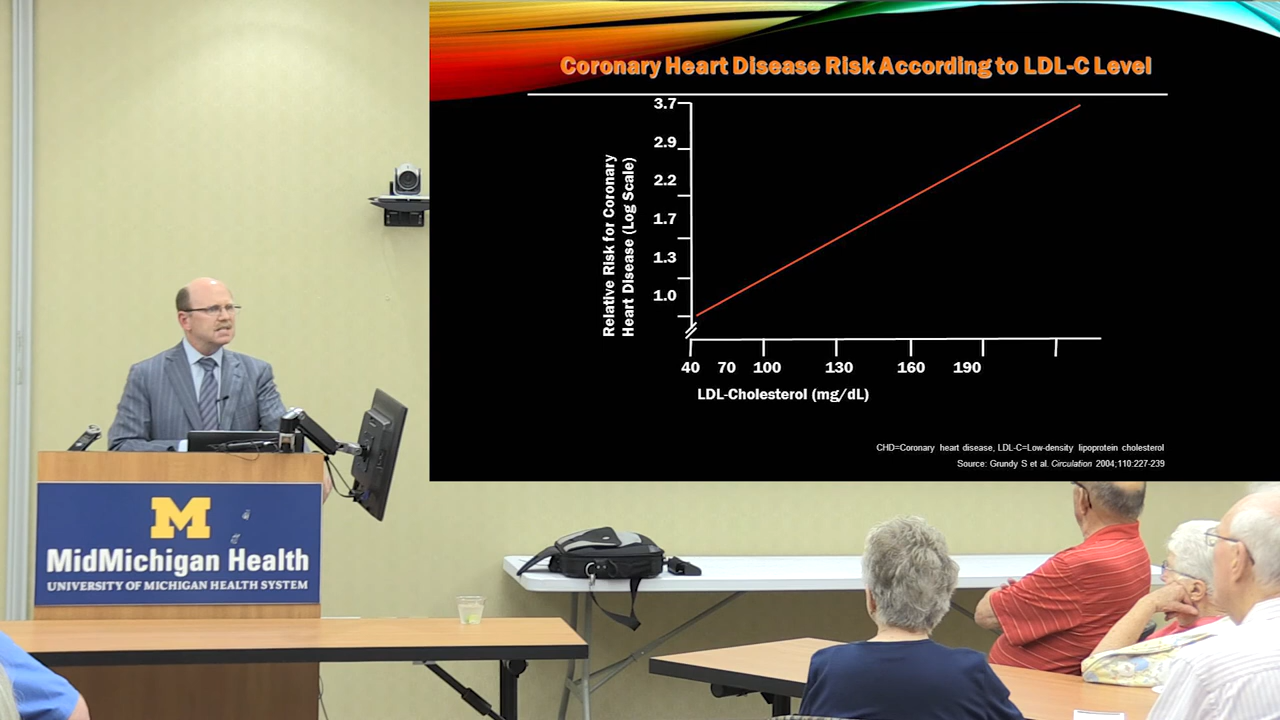 Coronary Heart Disease Risk According to LDL-C Level
3.7
2.9
2.2
1.7
1.3
1.0
Relative Risk for Coronary
Heart Disease (Log Scale)
40 70 100 130 160 190
LDL-Cholesterol (mg/dL)
CHD=Coronary heart disease, LDL-C=Low-density lipoprotein cholesterol
Source: Grundy S et al. Circulation 2004;110:227-239
M
MidMichigan Health
UNIVERSITY OF MICHIGAN HEALTH SYSTEM